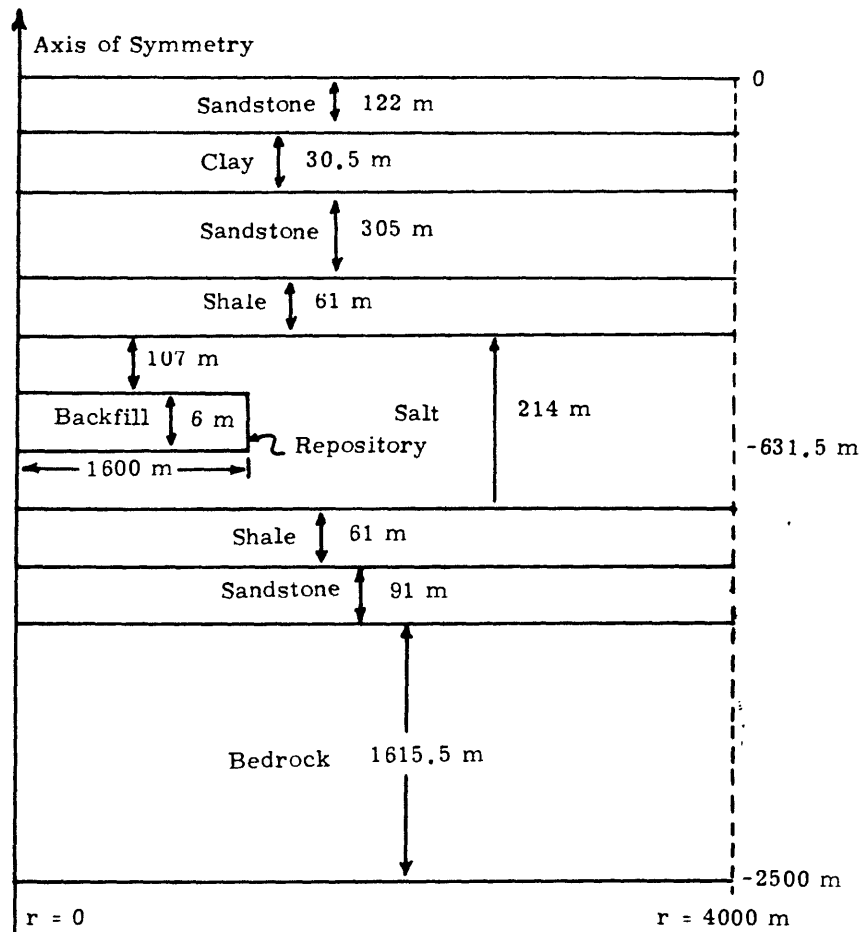 Axis of Symmetry
0
Sandstone 122 m
Clay 30.5 m
Sandstone 305 m
Shale 61 m
107 m
Backfill 6 m
Salt 214 m
Repository
-631.5 m
1600 m
Shale 61 m
Sandstone 91 m
Bedrock 1615.5 m
-2500 m
r = 0
r = 4000 m